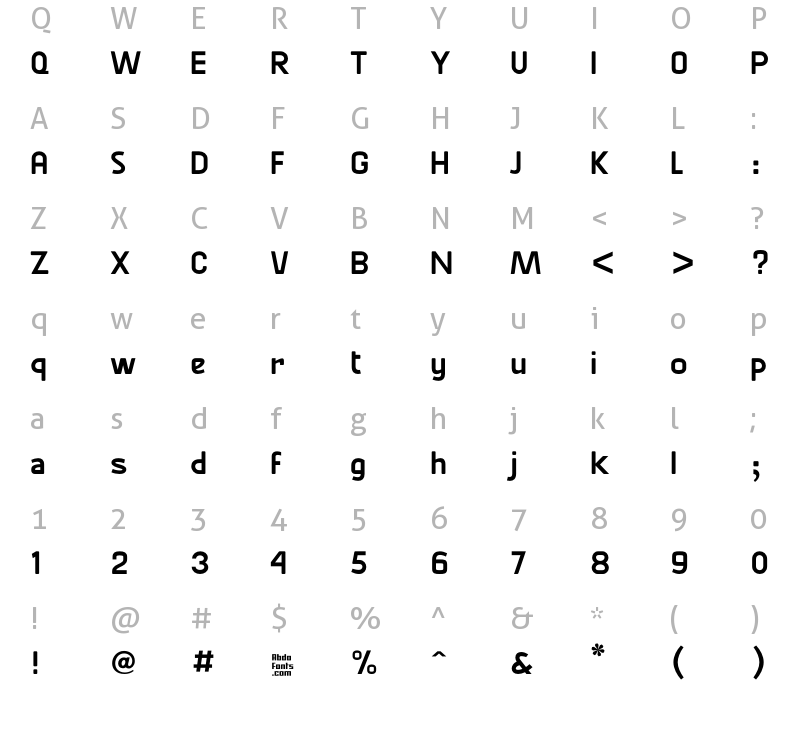 Q W E R T Y U I O P
Q W E R T Y U I O P
A S D F G H J K L :
A S D F G H J K L :
Z X C V B N M < > ?
Z X C V B N M < > ?
q w e r t y u i o p
q w e r t y u i o p
a s d f g h j k l ;
a s d f g h j k l ;
1 2 3 4 5 6 7 8 9 0
1 2 3 4 5 6 7 8 9 0
! @ # $ % ^ & * ( )
! @ # Abdo Fonts .com % ^ & * ( )